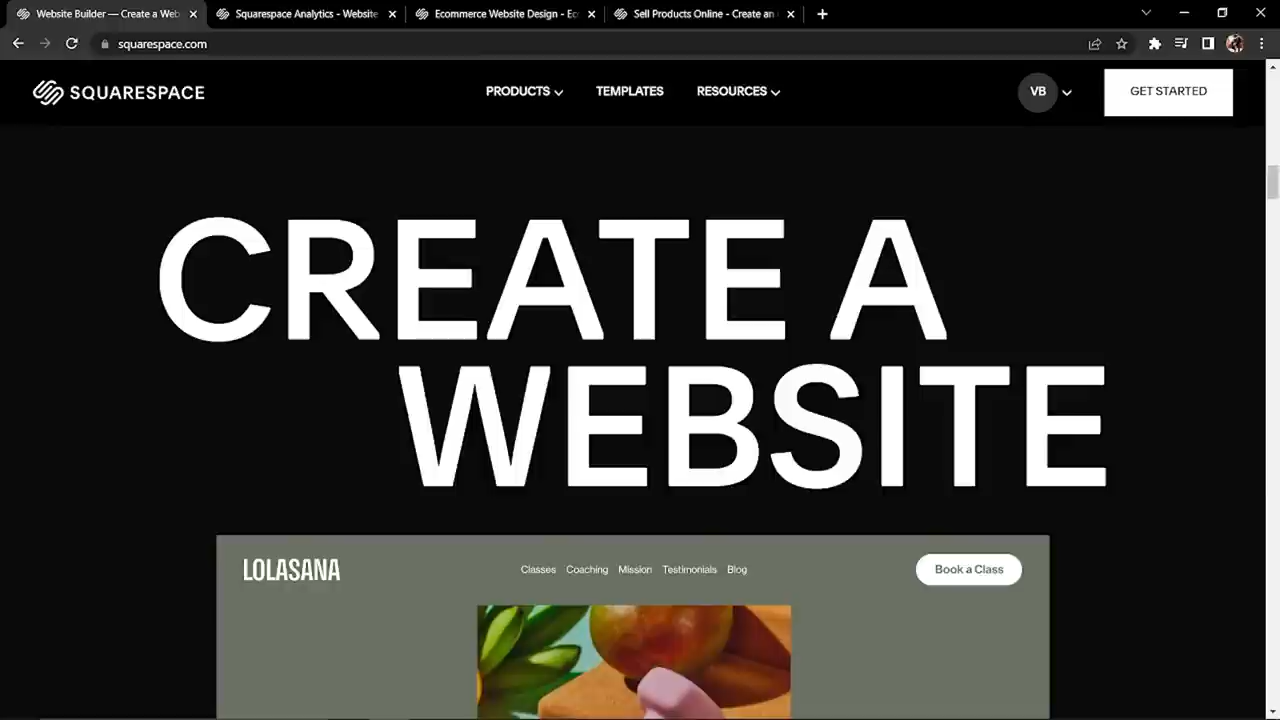 Website Builder — Create a Web
Squarespace Analytics - Website
Ecommerce Website Design - Ec
Sell Products Online - Create an
squarespace.com
SQUARESPACE
PRODUCTS
TEMPLATES
RESOURCES
VB
GET STARTED
CREATE A
WEBSITE
LOLASANA
Classes
Coaching
Mission
Testimonials
Blog
Book a Class